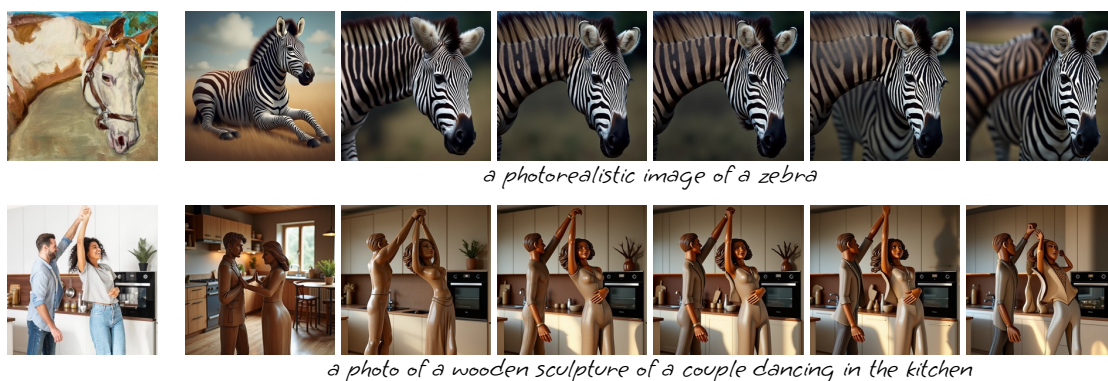 a photorealistic image of a zebra
a photo of a wooden sculpture of a couple dancing in the kitchen